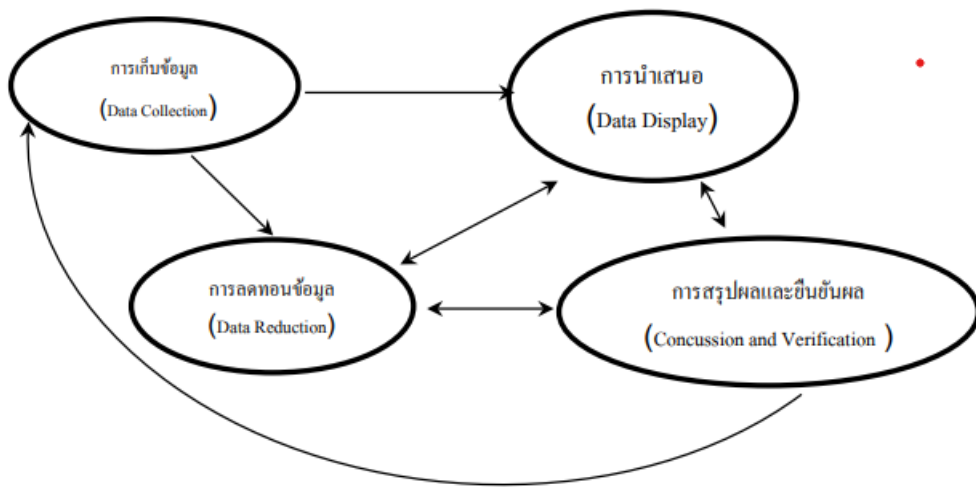 การเก็บข้อมูล
(Data Collection)
การนำเสนอ
(Data Display)
การลดทอนข้อมูล
(Data Reduction)
การสรุปผลและยืนยันผล
(Concussion and Verification )